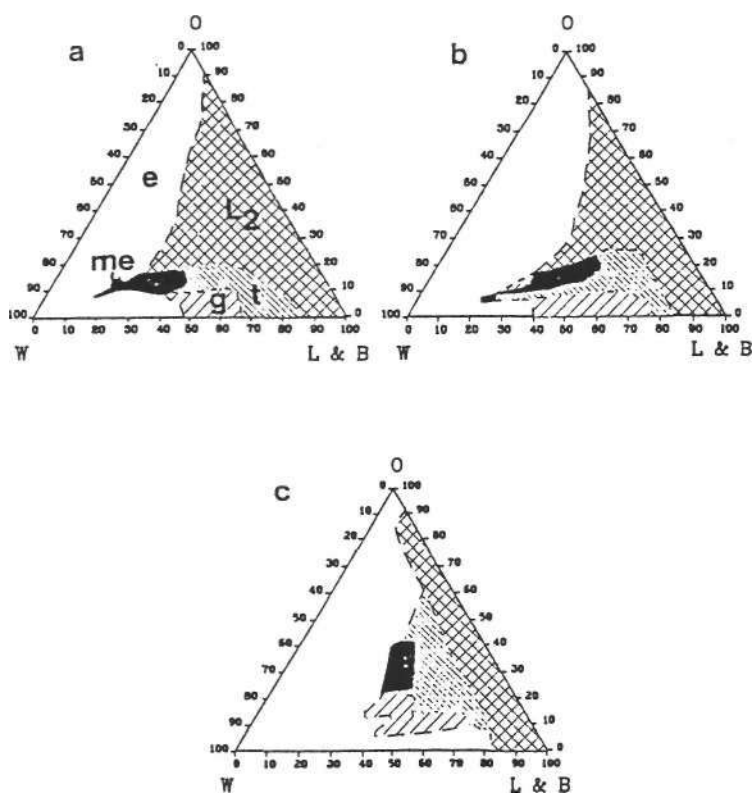 O O
a 0 100 b 0 100
10 90 10 90
20 80 20 80
30 70 30 70
40 60 40 60
e
50 50 50 50
60 L2 40 60 40
70 30 70 30
me
80 20 80 20
90 g t 10 90 10
100 0 100 0
0 10 20 30 40 50 60 70 80 90 100 0 10 20 30 40 50 60 70 80 90 100
W L & B W L & B
O
c 0 100
10 90
20 80
30 70
40 60
50 50
60 40
70 30
80 20
90 10
100 0
0 10 20 30 40 50 60 70 80 90 100
W L & B